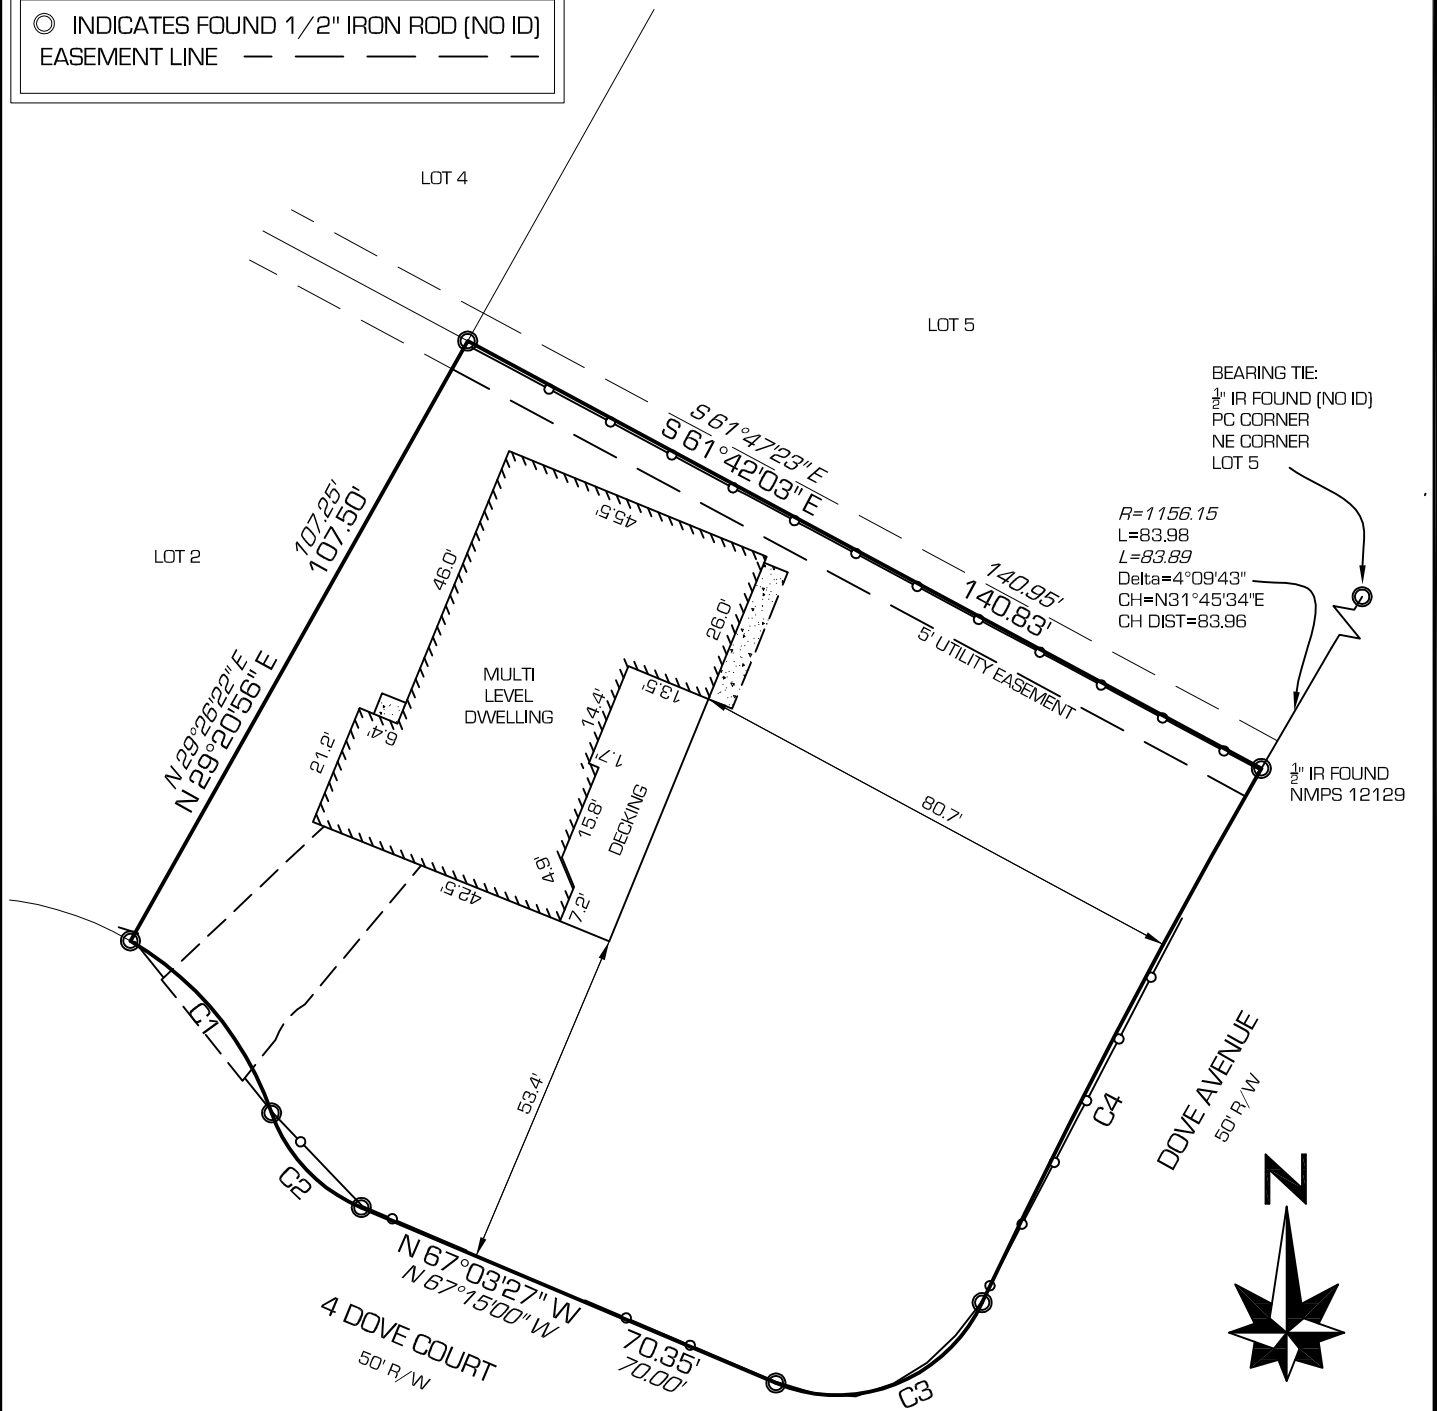 INDICATES FOUND 1/2" IRON ROD (NO ID)
EASEMENT LINE
LOT 4
LOT 5
BEARING TIE:
1/2" IR FOUND (NO ID)
PC CORNER
NE CORNER
LOT 5
S 61°47'23" E
S 61°42'03" E
R=1156.15
L=83.98
L=83.89
Delta=4°09'43"
CH=N31°45'34"E
CH DIST=83.96
107.25'
107.50'
LOT 2
45.5'
46.0'
140.95'
140.83'
26.0'
5' UTILITY EASEMENT
N 29°26'22" E
N 29°20'56" E
MULTI
LEVEL
DWELLING
13.5'
14.4'
6.4'
21.2'
1.7'
1/2" IR FOUND
NMPS 12129
80.7'
15.8'
DECKING
4.9'
42.5'
7.2'
C1
53.4'
DOVE AVENUE
50' R/W
C4
C2
N
N 67°03'27" W
N 67°15'00" W
4 DOVE COURT
50' R/W
70.35'
70.00'
C3